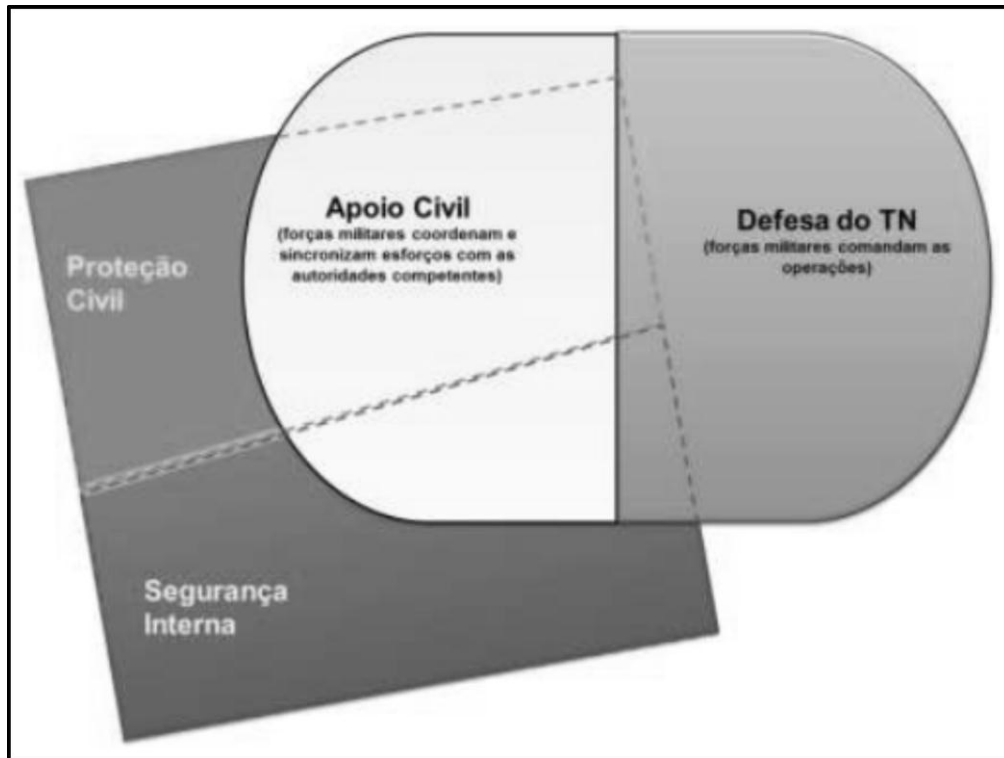 Apoio Civil
(forças militares coordenam e
sincronizam esforços com as
autoridades competentes)
Defesa do TN
(forças militares comandam as
operações)
Proteção
Civil
Segurança
Interna